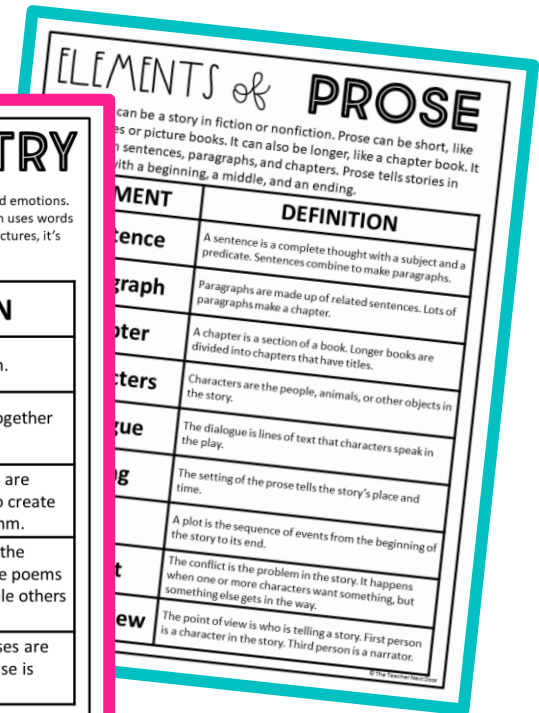 ELEMENTS of PROSE
can be a story in fiction or nonfiction. Prose can be short, like
es or picture books. It can also be longer, like a chapter book. It
sentences, paragraphs, and chapters. Prose tells stories in
with a beginning, a middle, and an ending.
MENT DEFINITION
tence A sentence is a complete thought with a subject and a
predicate. Sentences combine to make paragraphs.
graph Paragraphs are made up of related sentences. Lots of
paragraphs make a chapter.
pter A chapter is a section of a book. Longer books are
divided into chapters that have titles.
cters Characters are the people, animals, or other objects in
the story.
gue The dialogue is lines of text that characters speak in
the play.
ng The setting of the prose tells the story's place and
time.
A plot is the sequence of events from the beginning of
the story to its end.
t The conflict is the problem in the story. It happens
when one or more characters want something, but
something else gets in the way.
ew The point of view is who is telling a story. First person
is a character in the story. Third person is a narrator.
© The Teacher Next Door
TRY
d emotions.
n uses words
ctures, it's
N
n.
ogether
are
o create
hm.
the
e poems
le others
ses are
se is